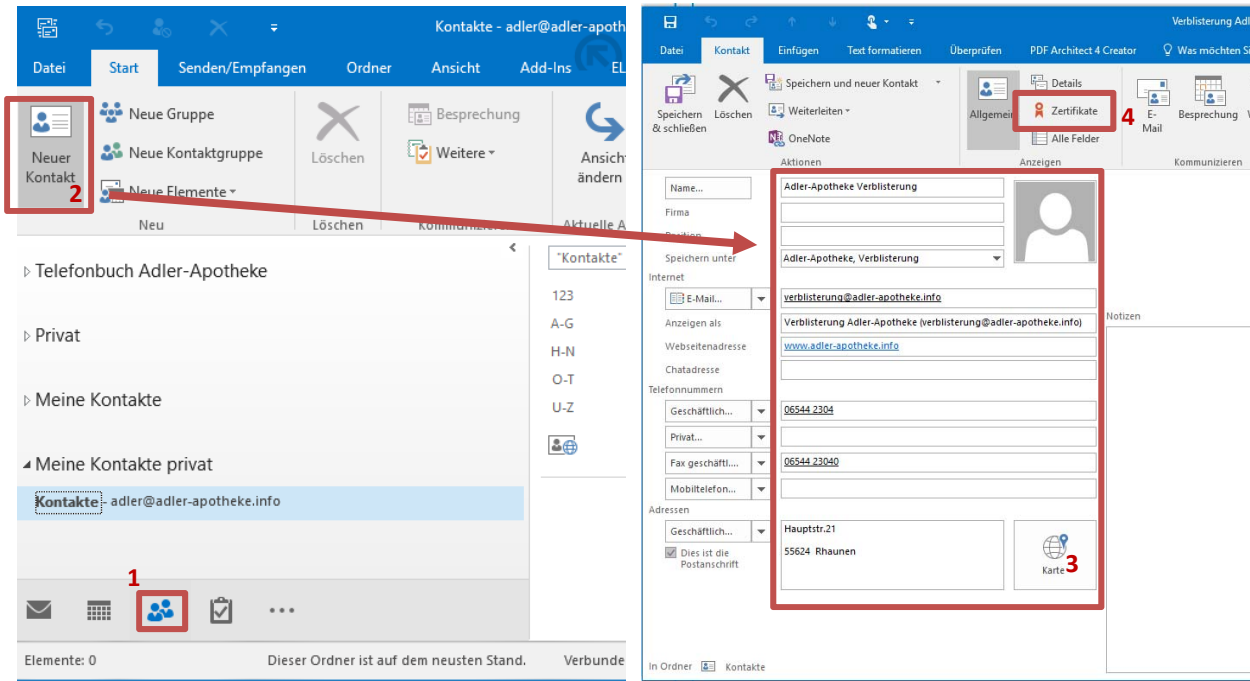 Kontakte - adler@adler-apoth
Datei Start Senden/Empfangen Ordner Ansicht Add-Ins EL
Neuer
Kontakt
2
Neue Gruppe
Neue Kontaktgruppe
Neue Elemente
Neu
Löschen
Löschen
Besprechung
Weitere
Ansich
ändern
Aktuelle A
Telefonbuch Adler-Apotheke
Privat
Meine Kontakte
Meine Kontakte privat
Kontakte - adler@adler-apotheke.info
"Kontakte"
123
A-G
H-N
O-T
U-Z
1
Elemente: 0 Dieser Ordner ist auf dem neusten Stand. Verbunde
Verblisterung Adl
Datei Kontakt Einfügen Text formatieren Überprüfen PDF Architect 4 Creator Was möchten Si
Speichern
& schließen
Löschen
Speichern und neuer Kontakt
Weiterleiten
OneNote
Aktionen
Allgemein
Details
Zertifikate
4
Alle Felder
Anzeigen
E-
Mail
Besprechung
Kommunizieren
Name... Adler-Apotheke Verblisterung
Firma
Position
Speichern unter Adler-Apotheke, Verblisterung
Internet
E-Mail... verblisterung@adler-apotheke.info
Anzeigen als Verblisterung Adler-Apotheke (verblisterung@adler-apotheke.info)
Webseitenadresse www.adler-apotheke.info
Chatadresse
Telefonnummern
Geschäftlich... 06544 2304
Privat...
Fax geschäftl.... 06544 23040
Mobiltelefon...
Adressen
Geschäftlich... Hauptstr.21
Dies ist die
Postanschrift
55624 Rhaunen
Karte 3
Notizen
In Ordner Kontakte